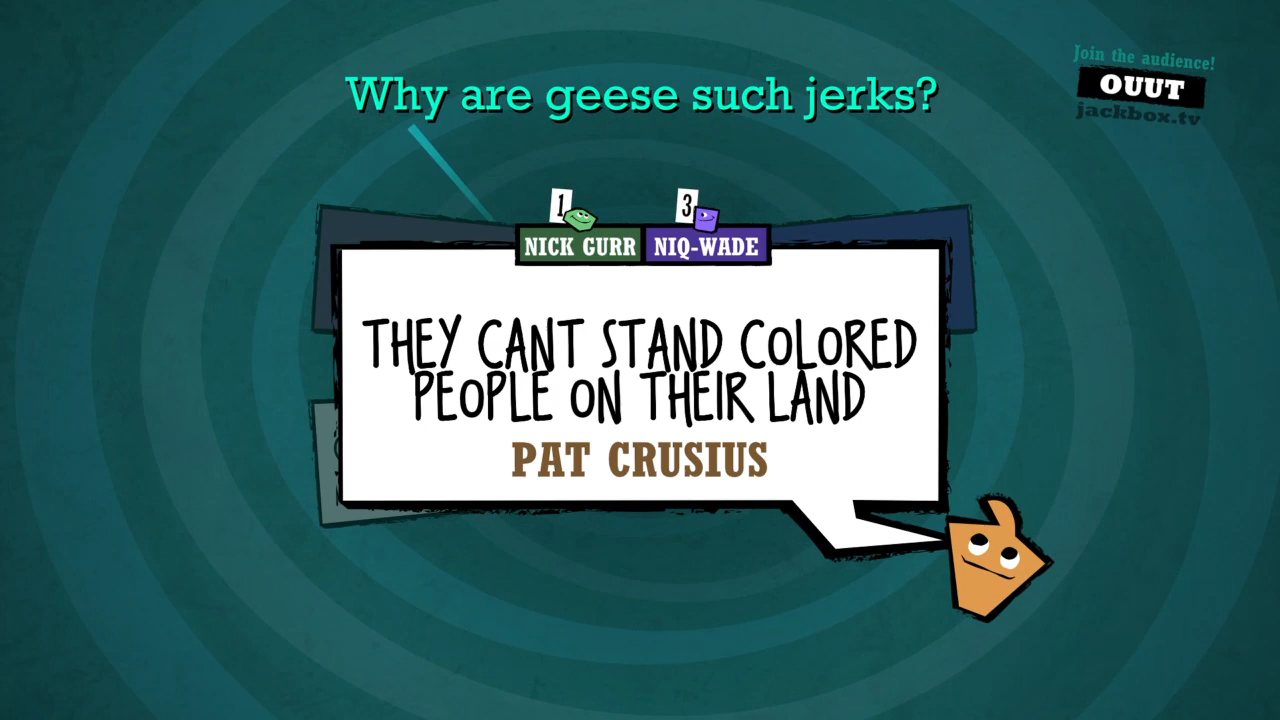 Join the audience!
OUUT
jackbox.tv
Why are geese such jerks?
1
3
NICK GURR
NIQ-WADE
THEY CANT STAND COLORED
PEOPLE ON THEIR LAND
PAT CRUSIUS